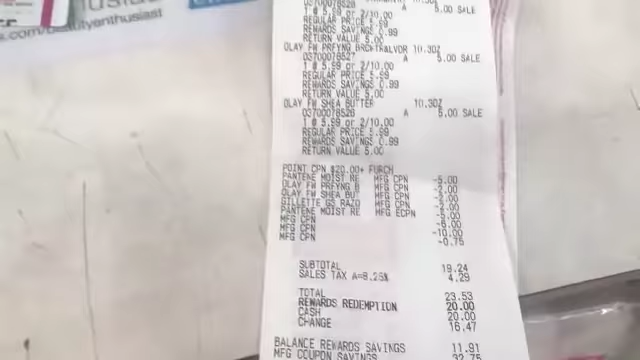 s.com/beautyenthusiast
5.00 SALE
1 @ 5.99 or 2/10.00
REGULAR PRICE 5.99
REWARDS SAVINGS 0.99
RETURN VALUE 5.00
OLAY FW 10.3OZ
A 5.00 SALE
1 @ 5.99 or 2/10.00
REGULAR PRICE 5.99
REWARDS SAVINGS 0.99
RETURN VALUE 5.00
OLAY FW SHEA BUTTER 10.3OZ
A 5.00 SALE
1 @ 5.99 or 2/10.00
REGULAR PRICE 5.99
REWARDS SAVINGS 0.99
RETURN VALUE 5.00
POINT CPN $20.00+ PURCH
PANTENE MOIST RE MFG CPN -5.00
OLAY FW PREYNG B MFG CPN -2.00
OLAY FW SHEA BUT MFG CPN -2.00
GILLETTE GS RAZO MFG CPN -2.00
PANTENE MOIST RE MFG ECPN -5.00
MFG CPN
MFG CPN -10.00
MFG CPN -0.75
SUBTOTAL 19.24
SALES TAX A=8.25% 4.29
TOTAL 23.53
REWARDS REDEMPTION 20.00
CASH 20.00
CHANGE 16.47
BALANCE REWARDS SAVINGS 11.91
MFG COUPON SAVINGS 32.75